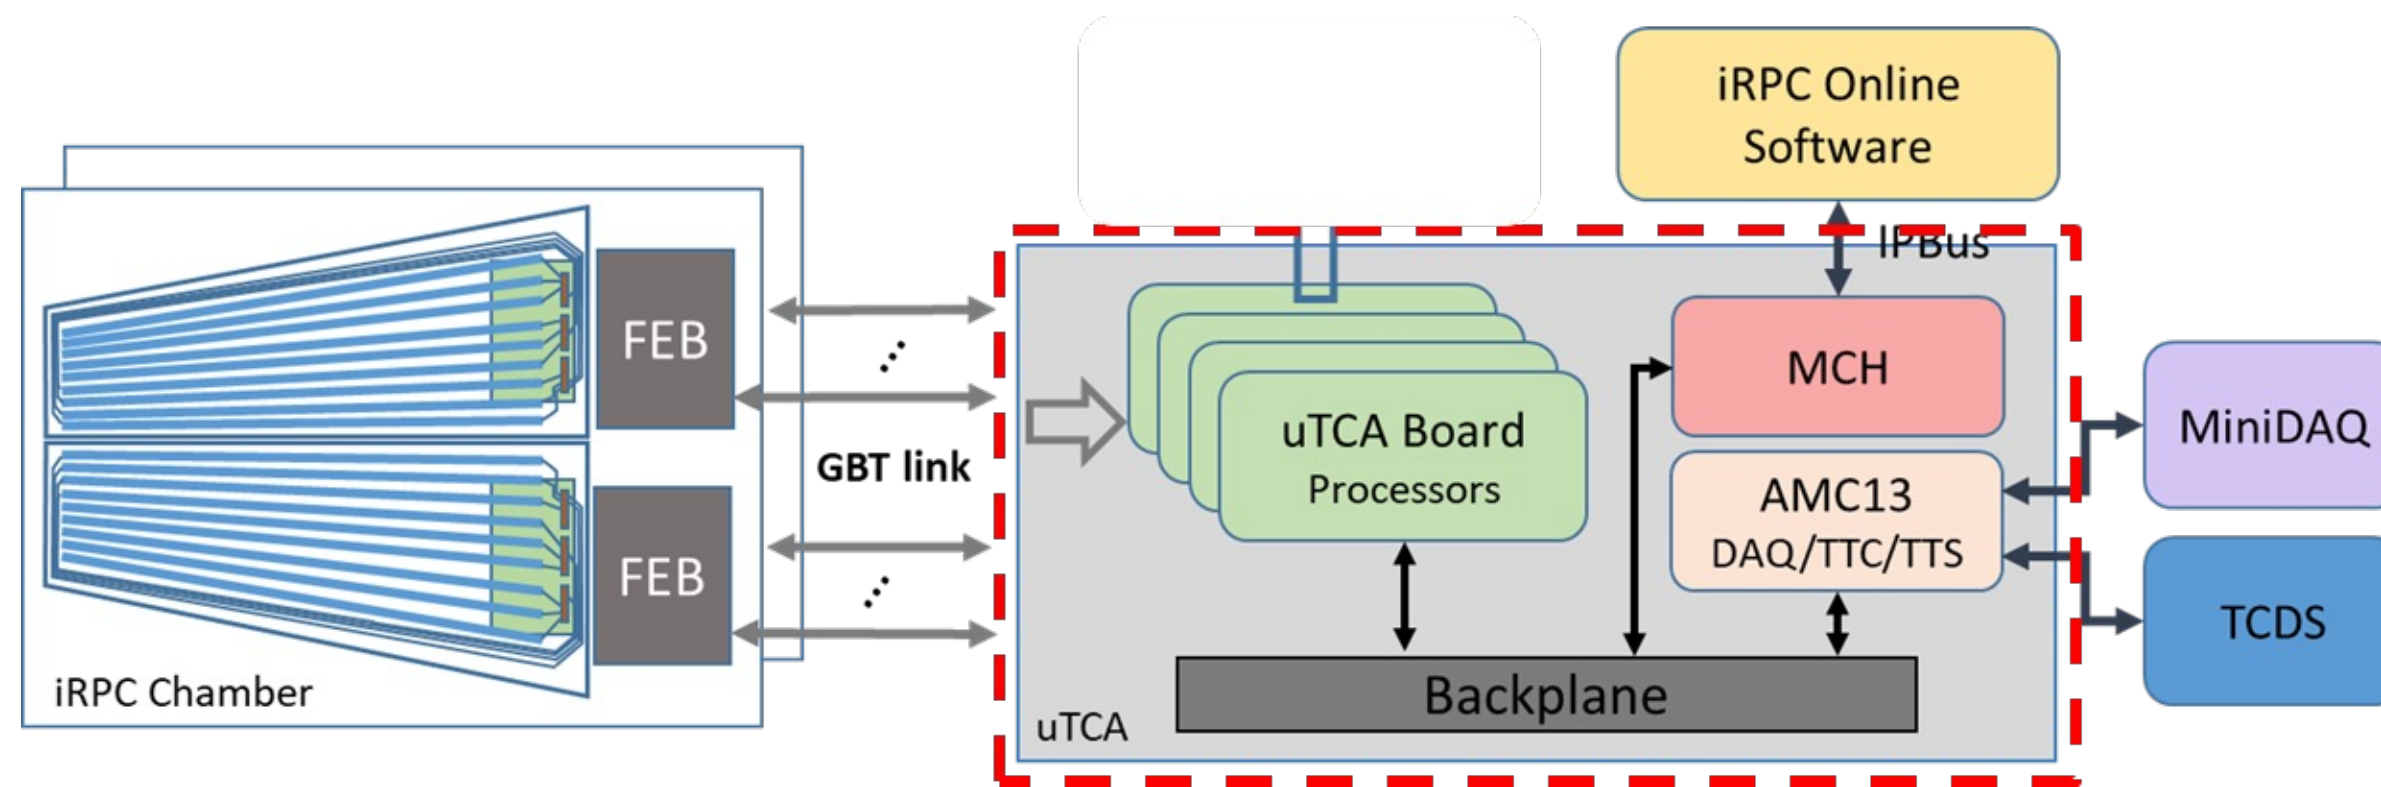 iRPC Online
Software
IPBus
FEB
FEB
GBT link
iRPC Chamber
uTCA Board
Processors
MCH
AMC13
DAQ/TTC/TTS
Backplane
uTCA
MiniDAQ
TCDS